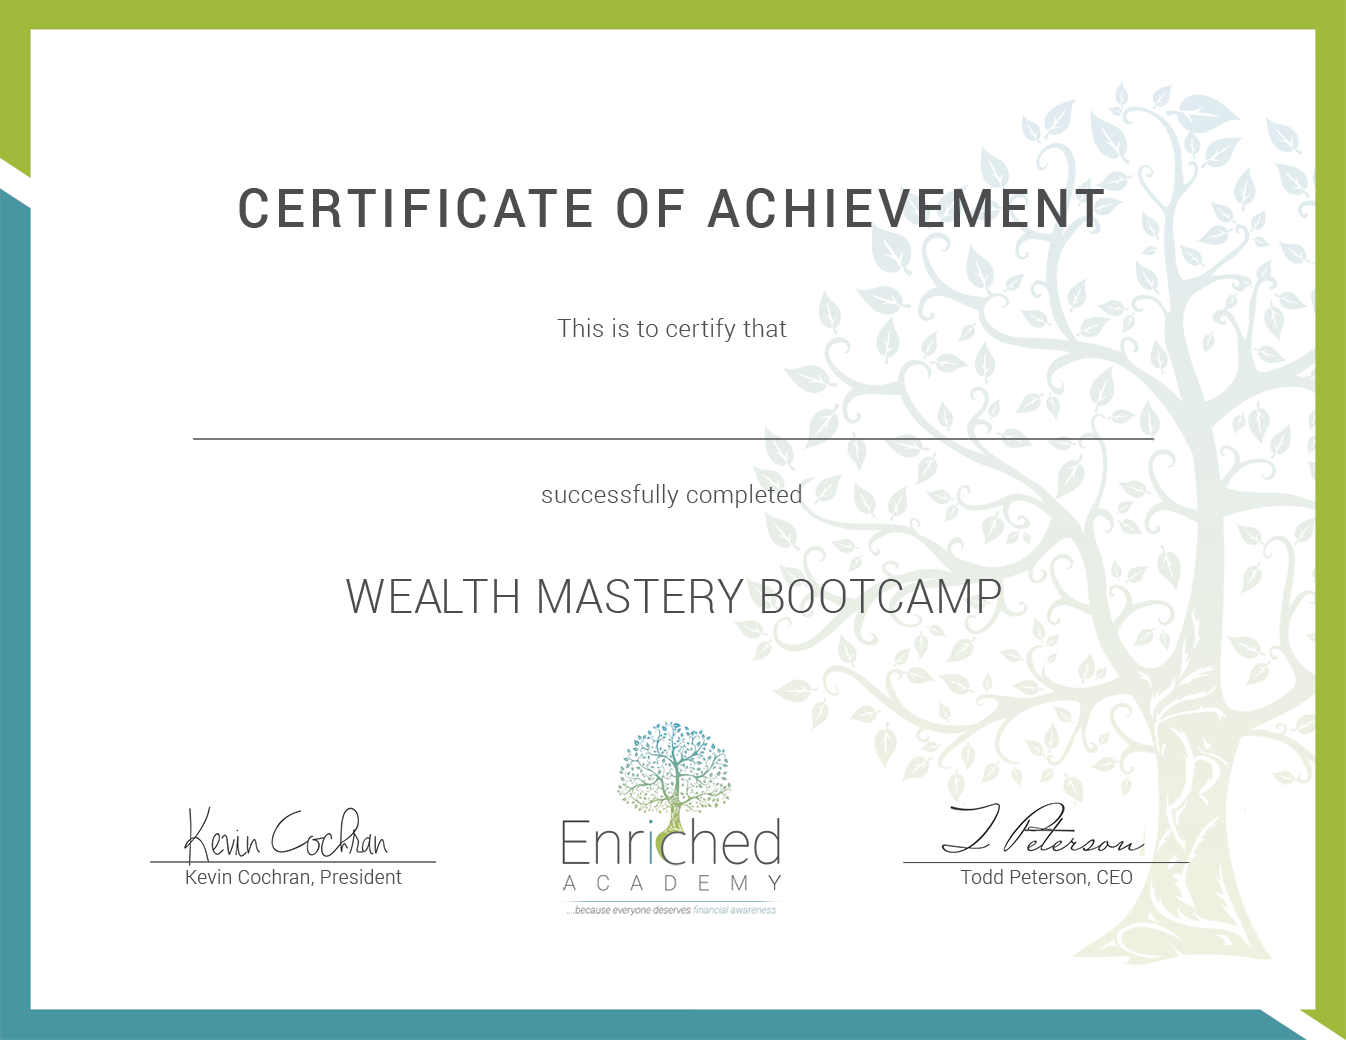 CERTIFICATE OF ACHIEVEMENT
This is to certify that
successfully completed
WEALTH MASTERY BOOTCAMP
Kevin Cochran
Kevin Cochran, President
Enriched
ACADEMY
....because everyone deserves financial awareness
T Peterson
Todd Peterson, CEO